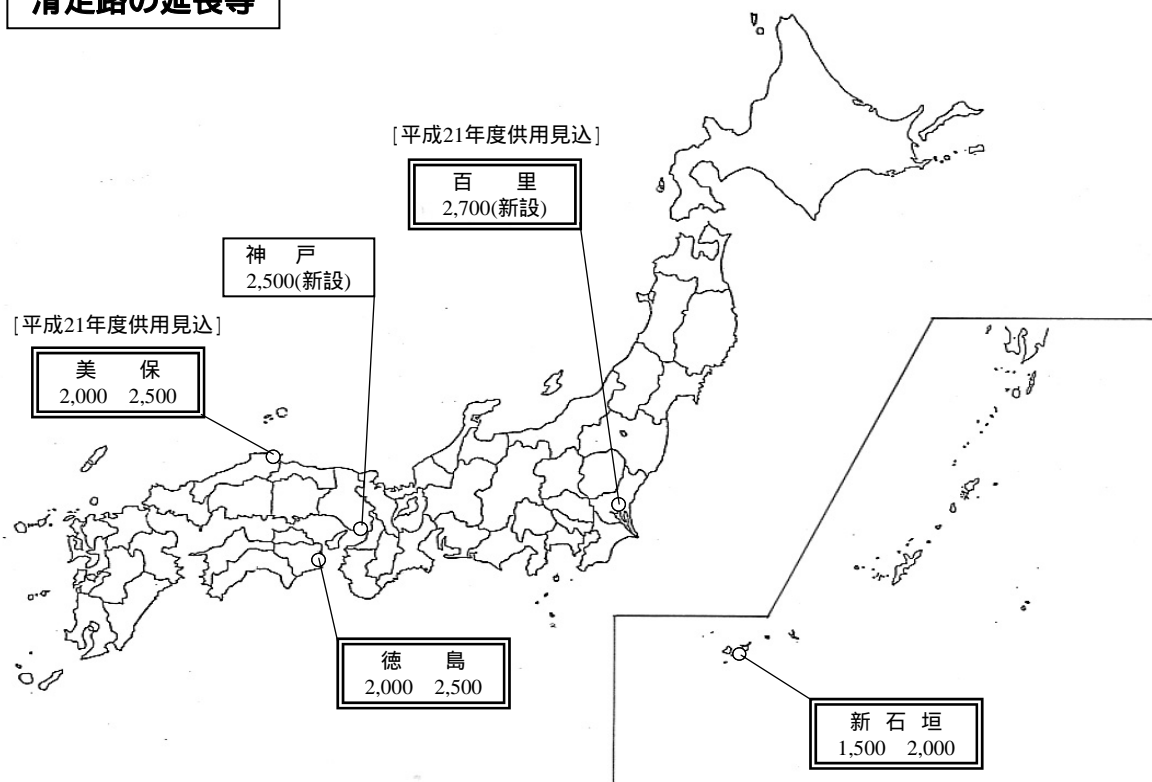 滑走路の延長等
[平成21年度供用見込]
百　里
2,700(新設)
神　戸
2,500(新設)
[平成21年度供用見込]
美　保
2,000　2,500
徳　島
2,000　2,500
新 石 垣
1,500　2,000